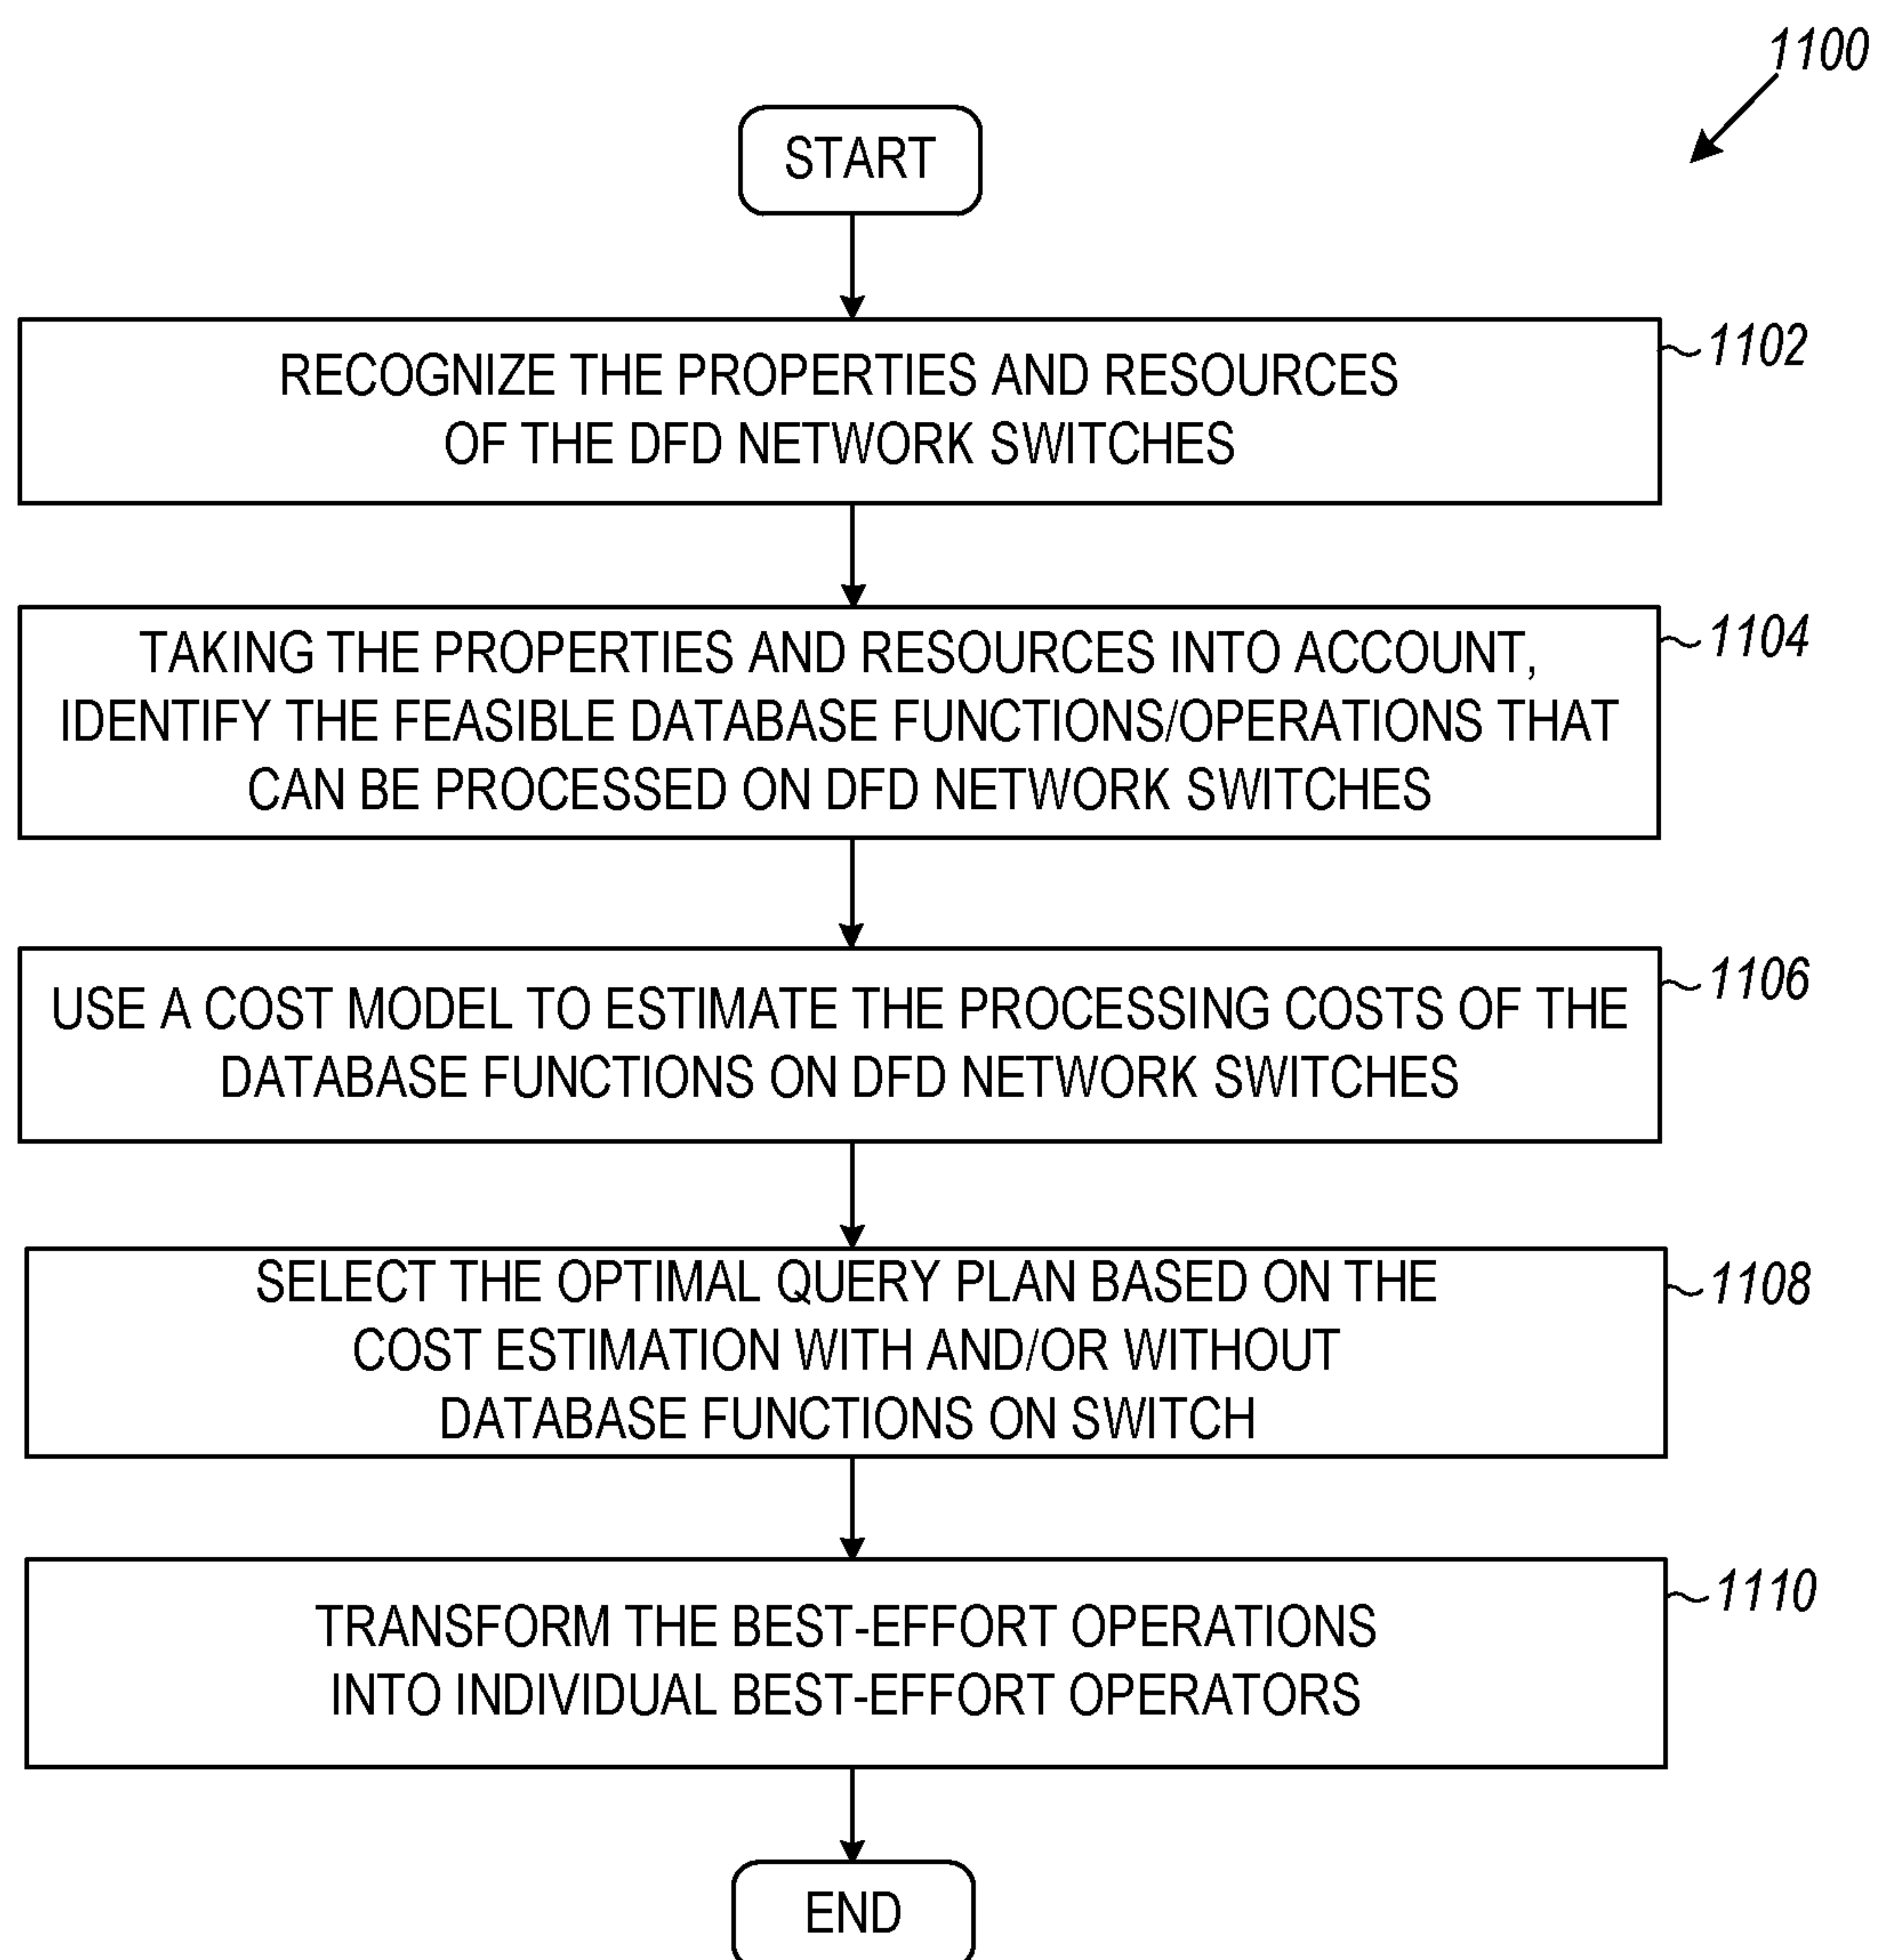 1100
START
RECOGNIZE THE PROPERTIES AND RESOURCES
OF THE DFD NETWORK SWITCHES
1102
TAKING THE PROPERTIES AND RESOURCES INTO ACCOUNT,
IDENTIFY THE FEASIBLE DATABASE FUNCTIONS/OPERATIONS THAT
CAN BE PROCESSED ON DFD NETWORK SWITCHES
1104
USE A COST MODEL TO ESTIMATE THE PROCESSING COSTS OF THE
DATABASE FUNCTIONS ON DFD NETWORK SWITCHES
1106
SELECT THE OPTIMAL QUERY PLAN BASED ON THE
COST ESTIMATION WITH AND/OR WITHOUT
DATABASE FUNCTIONS ON SWITCH
1108
TRANSFORM THE BEST-EFFORT OPERATIONS
INTO INDIVIDUAL BEST-EFFORT OPERATORS
1110
END